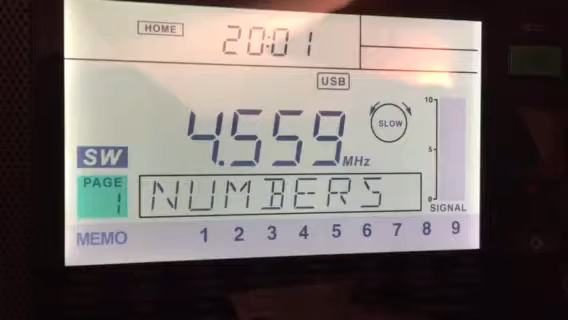 HOME 20:01
USB
4.559 MHz
SLOW
SW
PAGE 1
NUMBERS
10
5
0
SIGNAL
MEMO 1 2 3 4 5 6 7 8 9